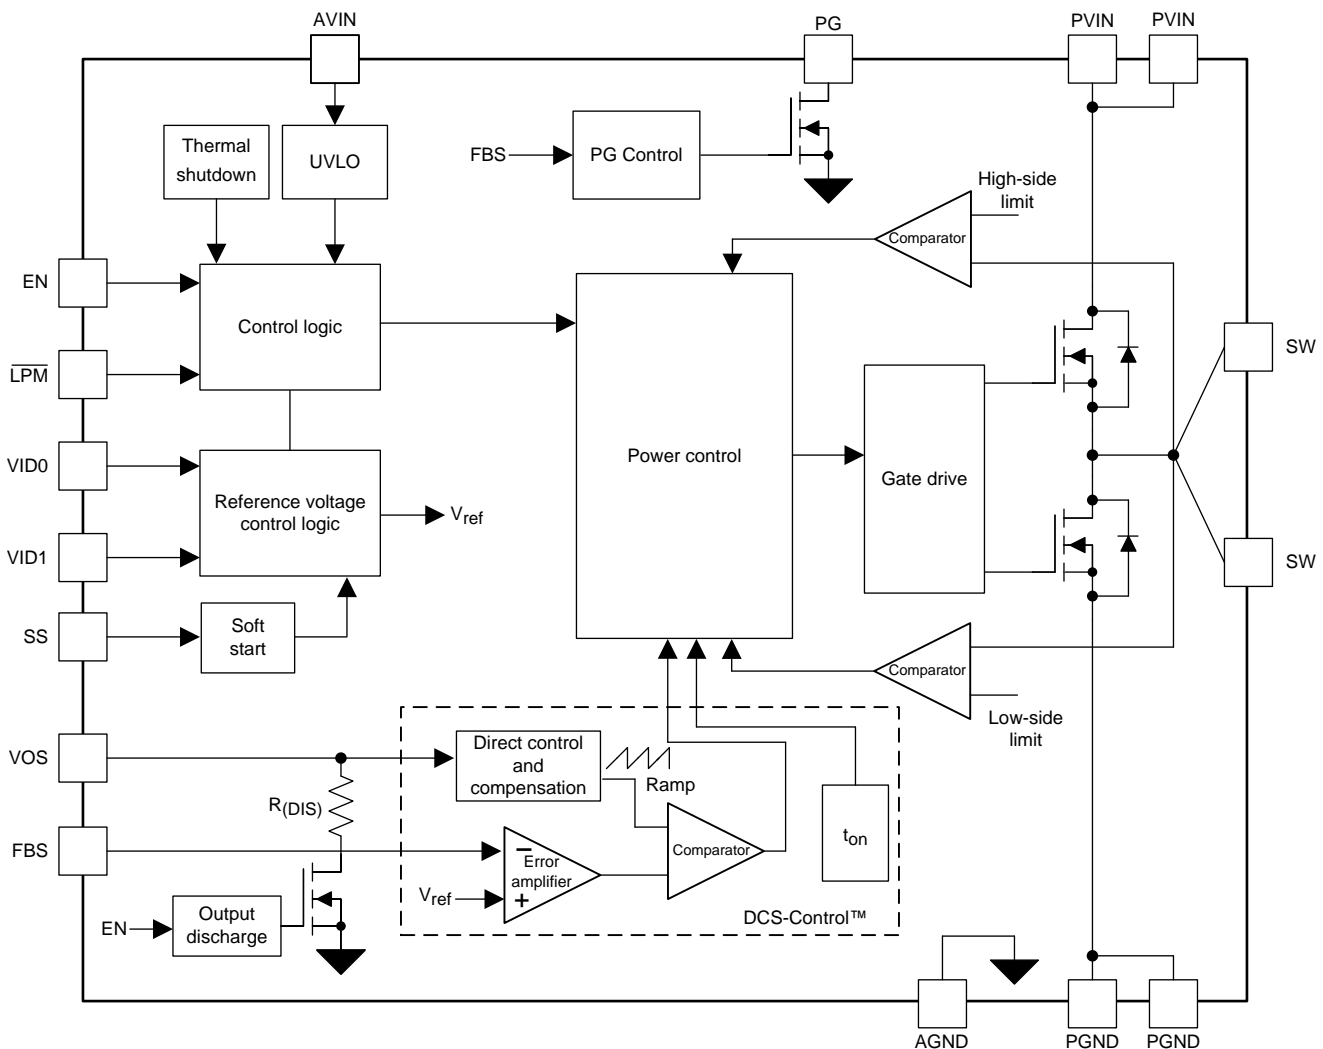 AVIN
PG
PVIN
PVIN
Thermal
shutdown
UVLO
FBS
PG Control
High-side
limit
Comparator
EN
Control logic
LPM
SW
VID0
Reference voltage
control logic
Vref
Power control
Gate drive
VID1
SW
SS
Soft
start
Comparator
Low-side
limit
VOS
Direct control
and
compensation
Ramp
R(DIS)
ton
FBS
−
Error
amplifier
+
Comparator
Vref
DCS-Control™
EN
Output
discharge
AGND
PGND
PGND